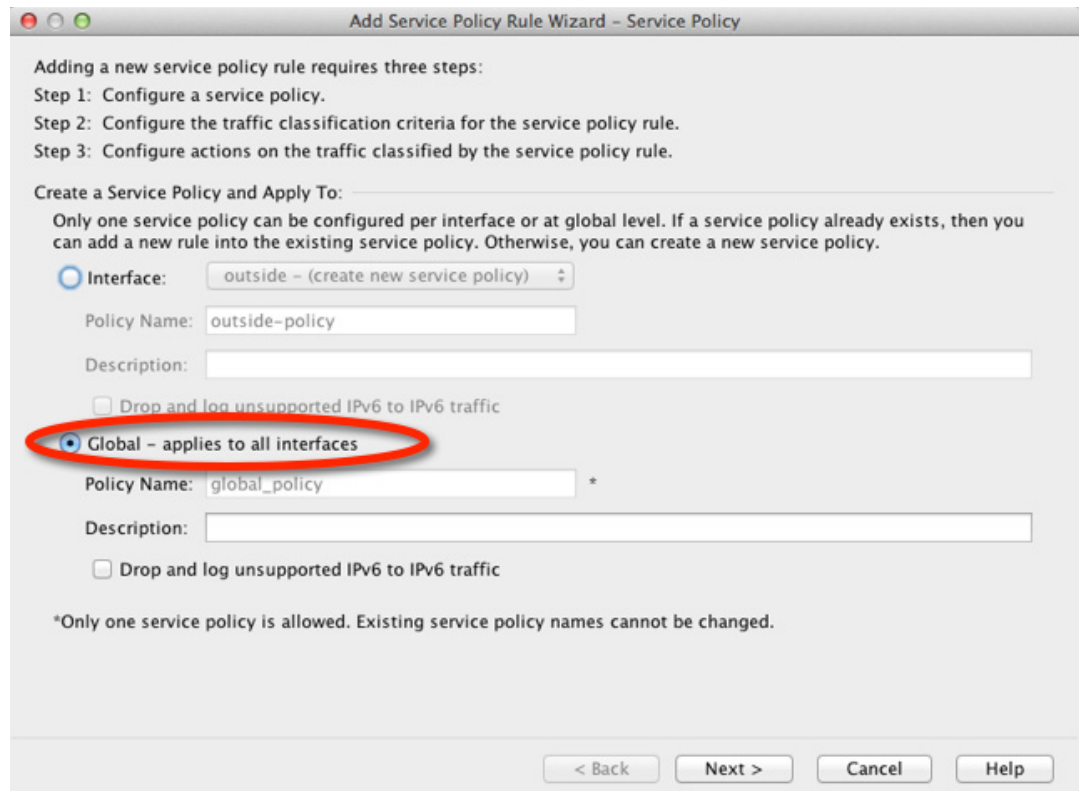 Add Service Policy Rule Wizard – Service Policy
Adding a new service policy rule requires three steps:
Step 1: Configure a service policy.
Step 2: Configure the traffic classification criteria for the service policy rule.
Step 3: Configure actions on the traffic classified by the service policy rule.
Create a Service Policy and Apply To:
Only one service policy can be configured per interface or at global level. If a service policy already exists, then you
can add a new rule into the existing service policy. Otherwise, you can create a new service policy.
Interface: outside – (create new service policy)
Policy Name: outside-policy
Description:
Drop and log unsupported IPv6 to IPv6 traffic
Global – applies to all interfaces
Policy Name: global_policy *
Description:
Drop and log unsupported IPv6 to IPv6 traffic
*Only one service policy is allowed. Existing service policy names cannot be changed.
< Back Next > Cancel Help